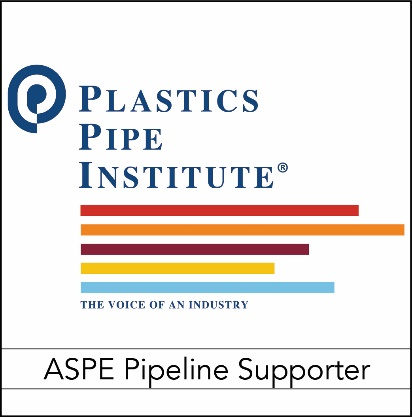 PLASTICS
PIPE
INSTITUTE®
THE VOICE OF AN INDUSTRY
ASPE Pipeline Supporter